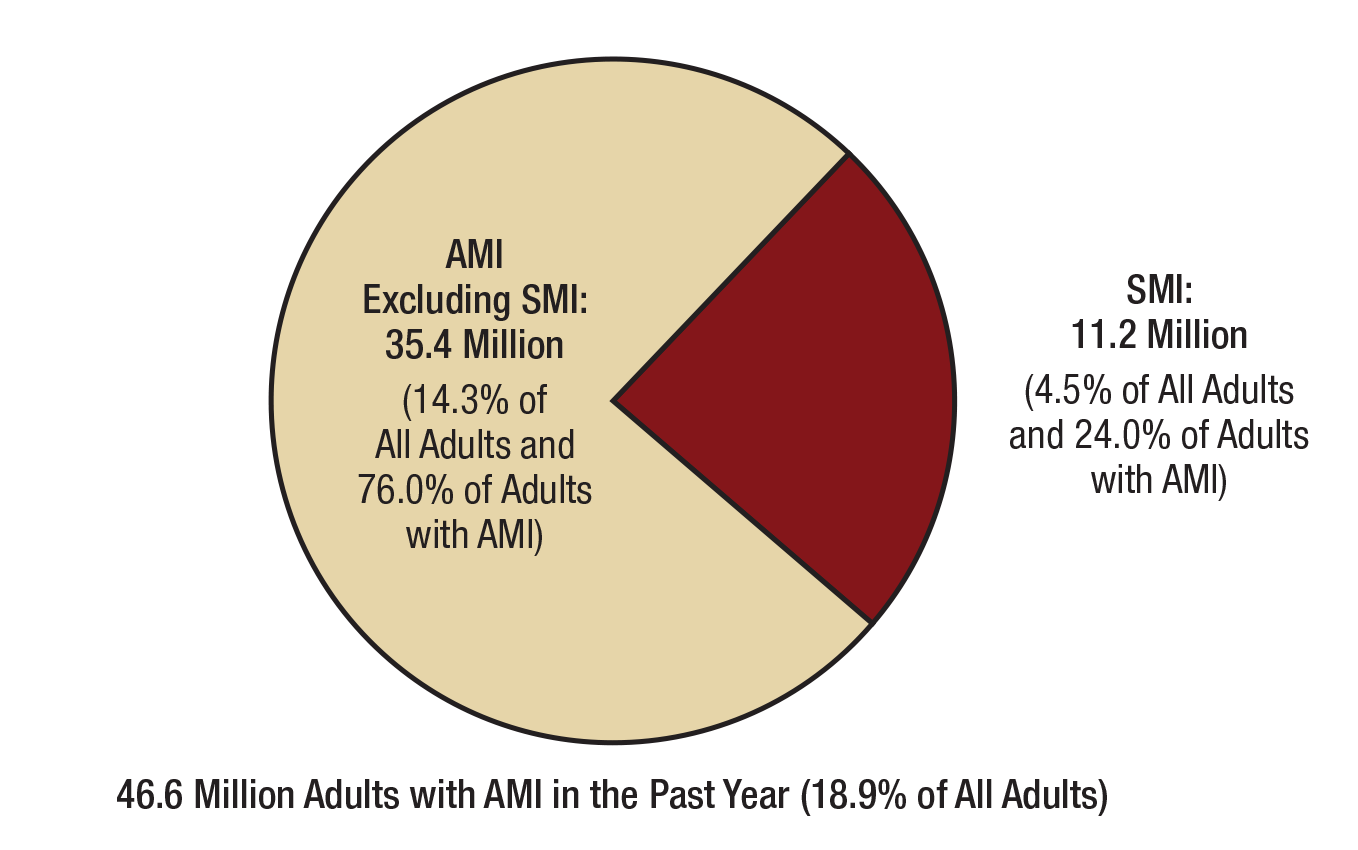 AMI
Excluding SMI:
35.4 Million
(14.3% of
All Adults and
76.0% of Adults
with AMI)
SMI:
11.2 Million
(4.5% of All Adults
and 24.0% of Adults
with AMI)
46.6 Million Adults with AMI in the Past Year (18.9% of All Adults)